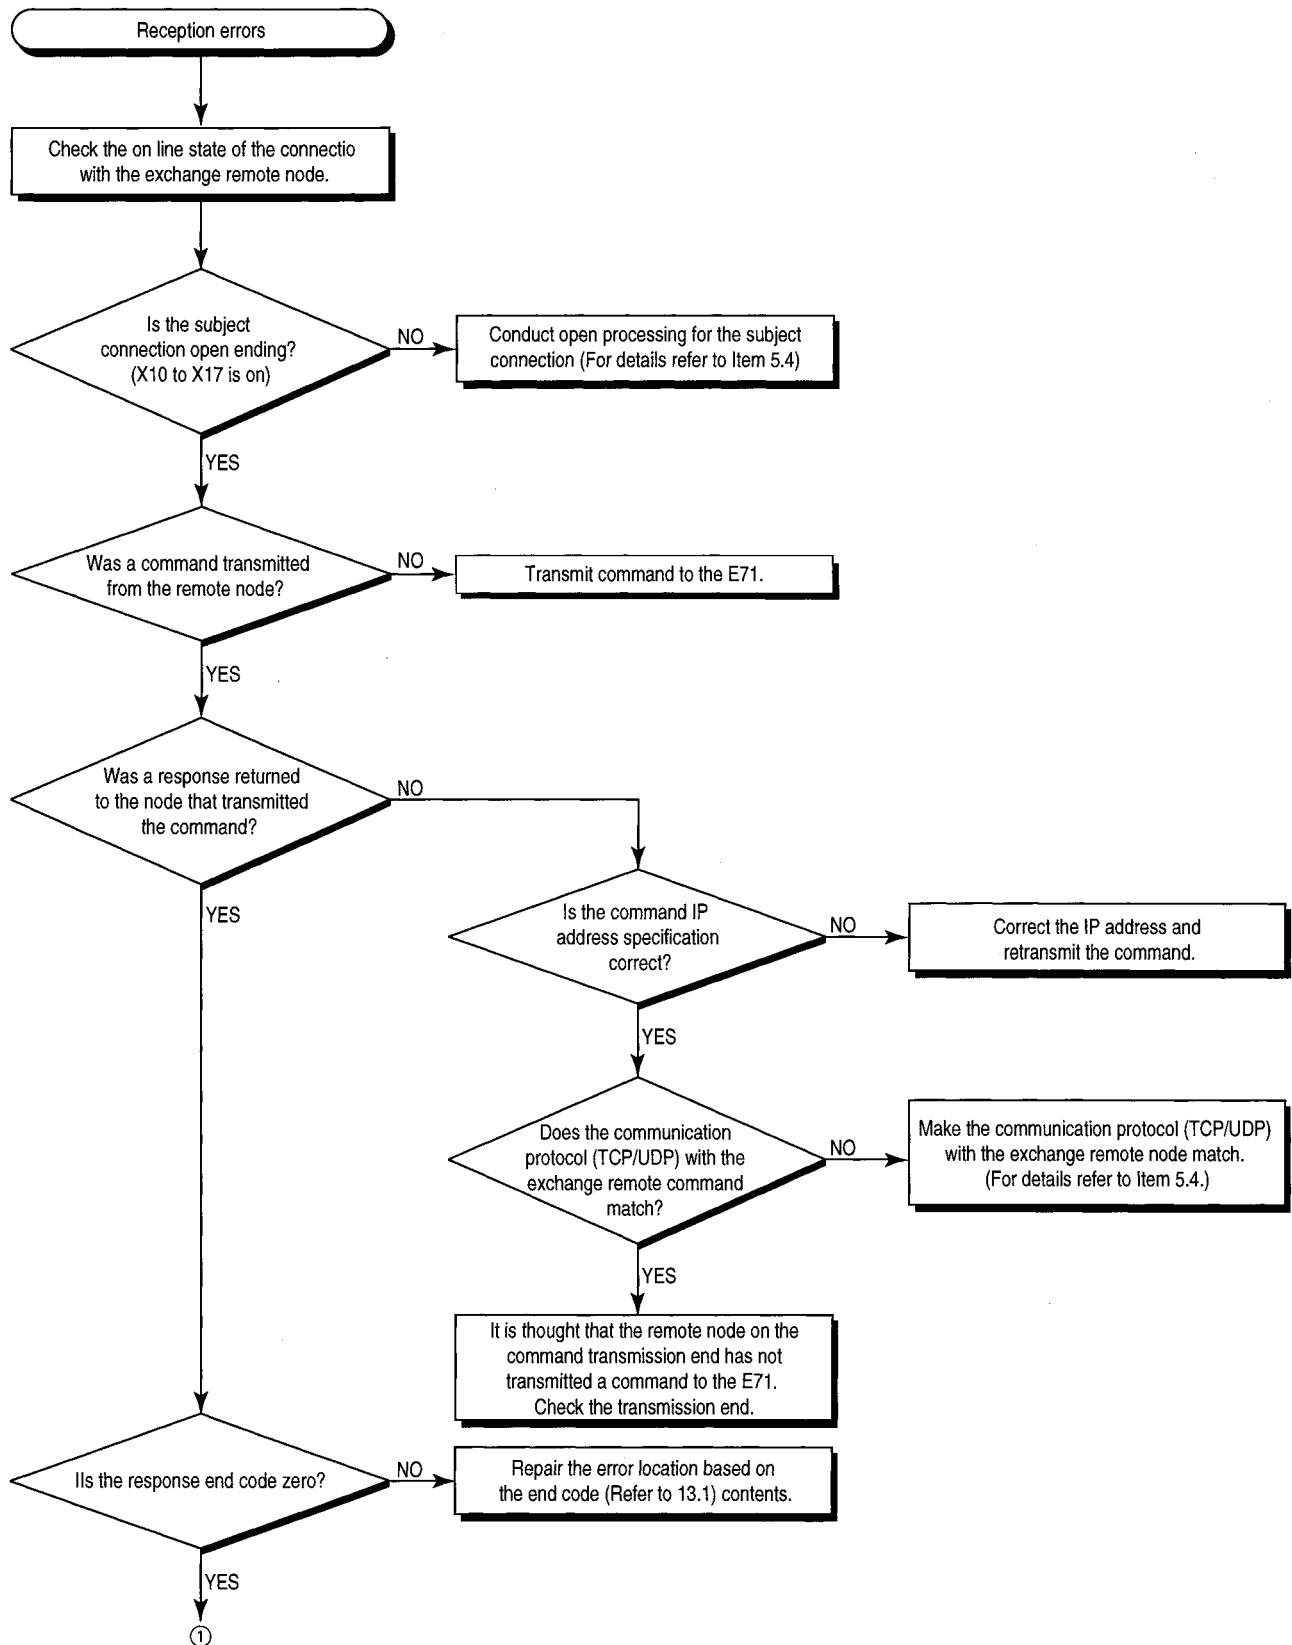 Reception errors
Check the on line state of the connectio
with the exchange remote node.
Is the subject
connection open ending?
(X10 to X17 is on)
NO
Conduct open processing for the subject
connection (For details refer to Item 5.4)
YES
Was a command transmitted
from the remote node?
NO
Transmit command to the E71.
YES
Was a response returned
to the node that transmitted
the command?
NO
YES
Is the command IP
address specification
correct?
NO
Correct the IP address and
retransmit the command.
YES
Does the communication
protocol (TCP/UDP) with the
exchange remote command
match?
NO
Make the communication protocol (TCP/UDP)
with the exchange remote node match.
(For details refer to Item 5.4.)
YES
It is thought that the remote node on the
command transmission end has not
transmitted a command to the E71.
Check the transmission end.
IIs the response end code zero?
NO
Repair the error location based on
the end code (Refer to 13.1) contents.
YES
①